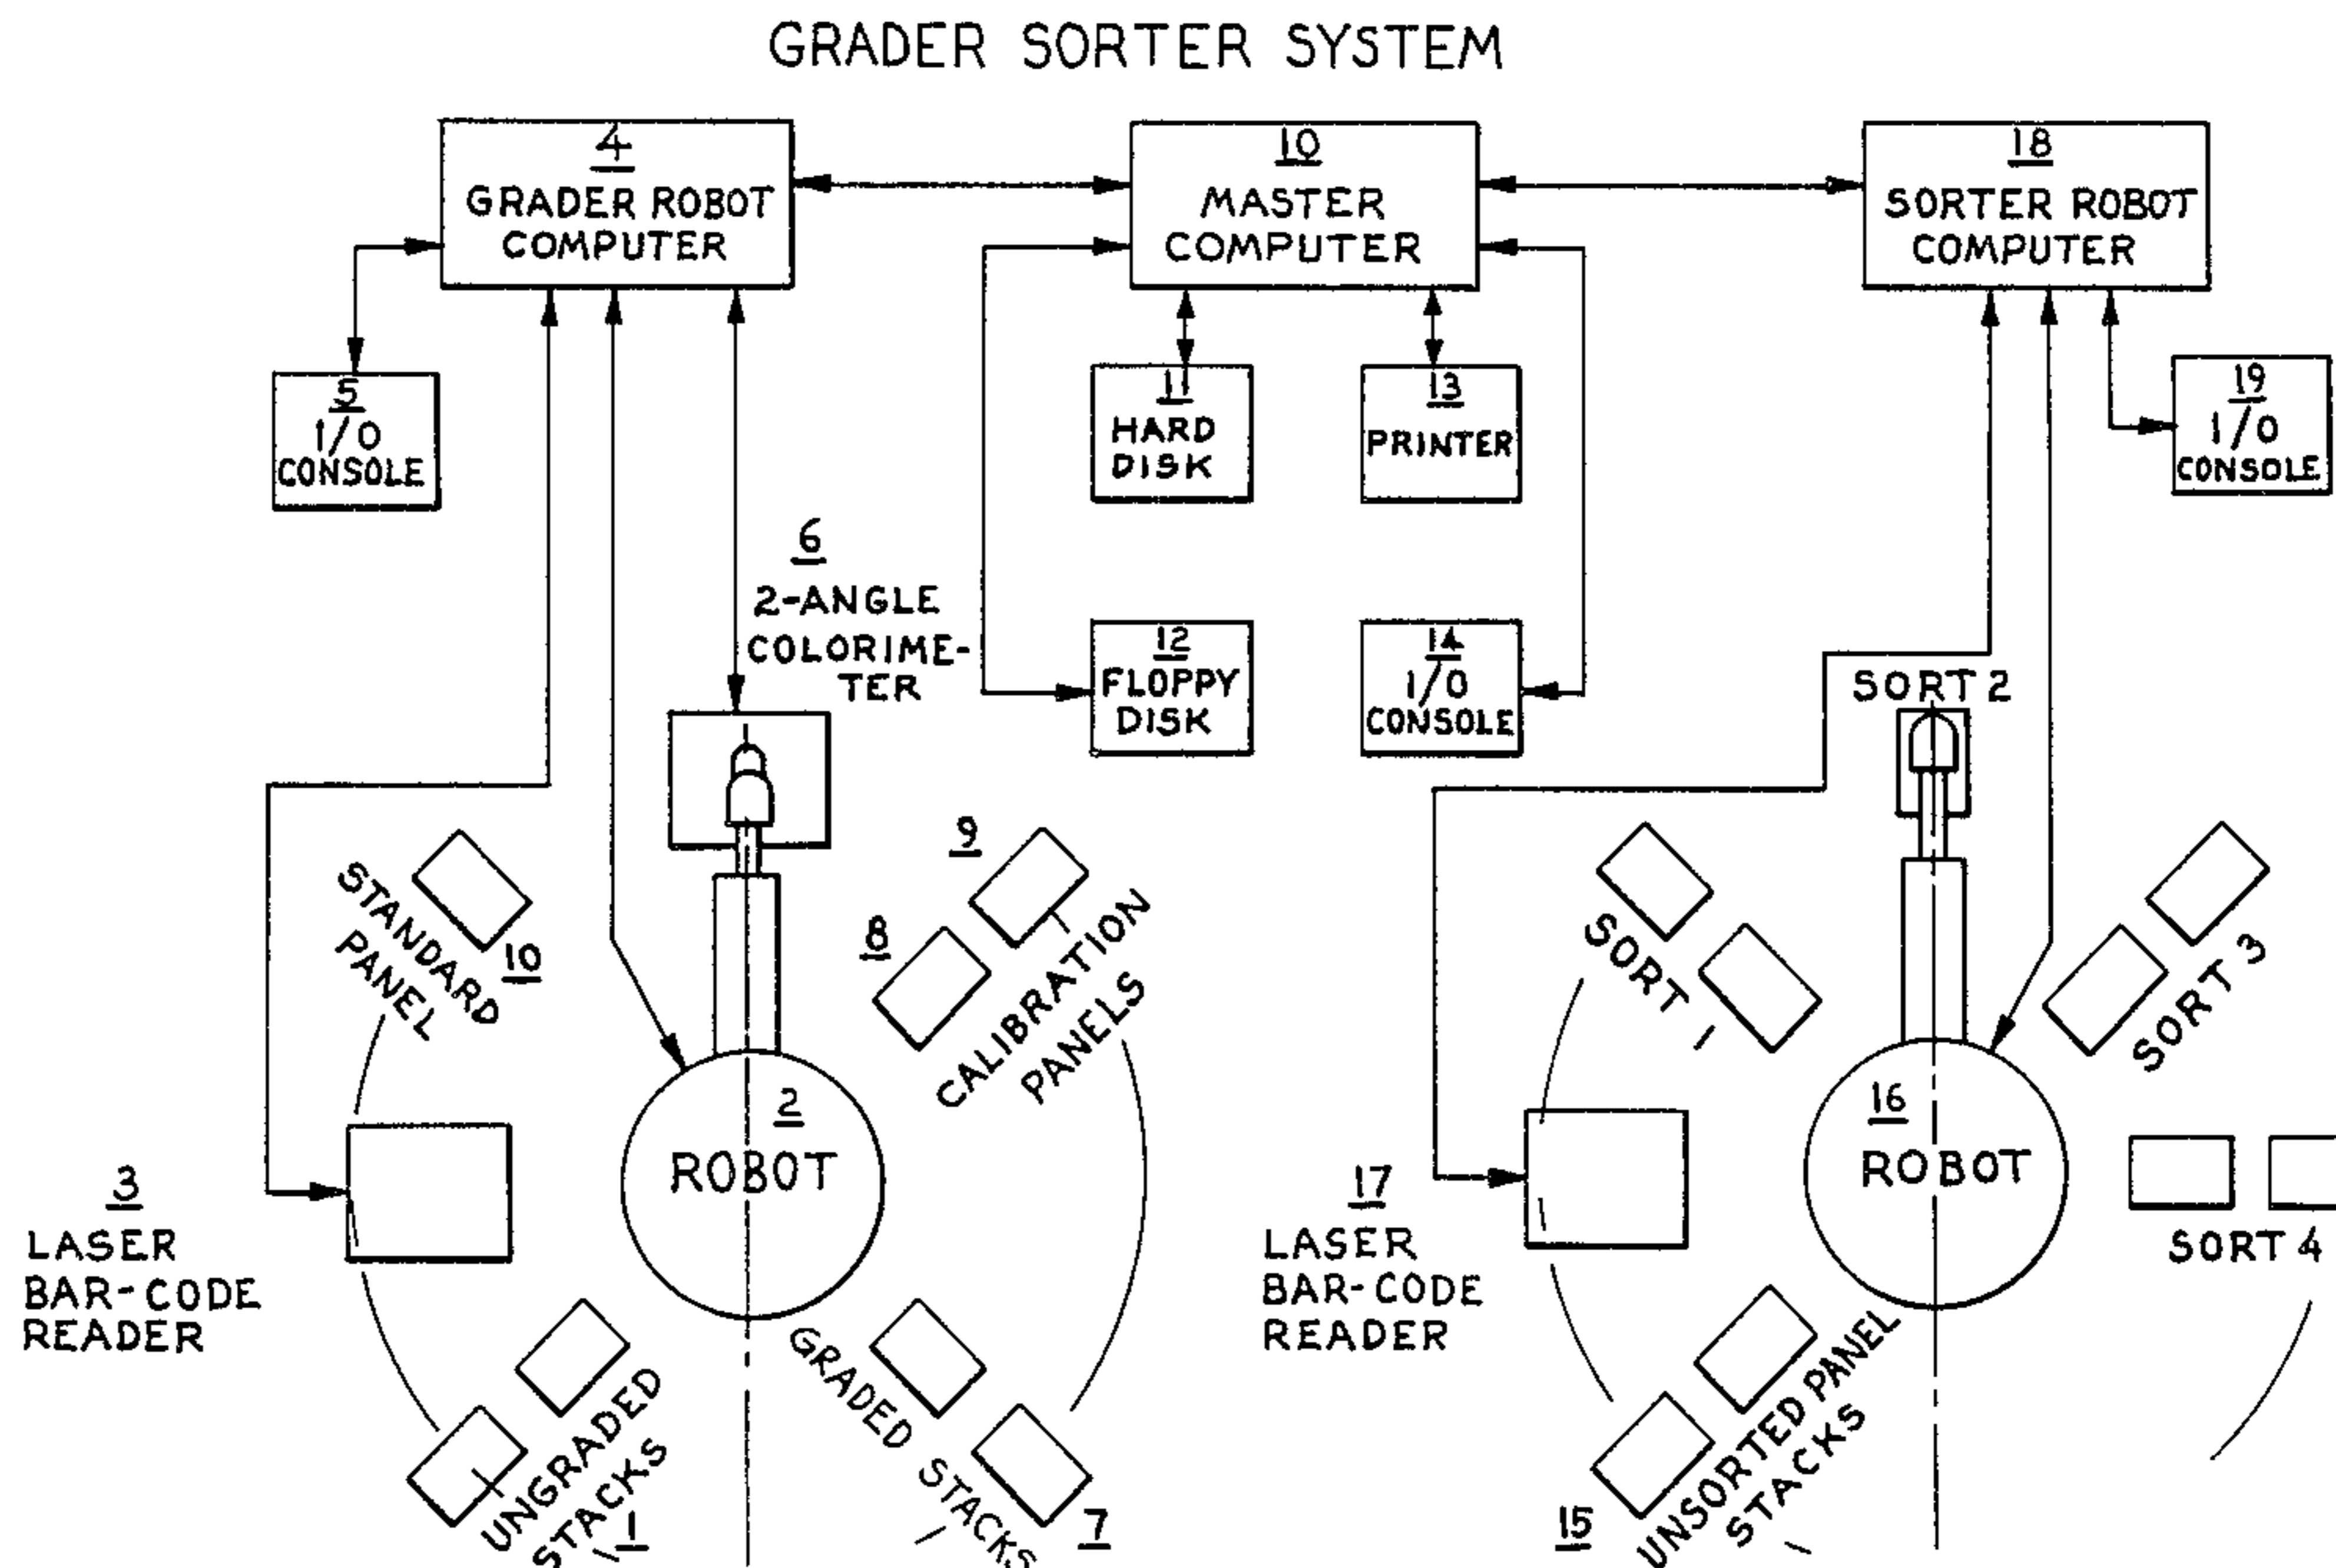 GRADER SORTER SYSTEM
4
GRADER ROBOT
COMPUTER
10
MASTER
COMPUTER
18
SORTER ROBOT
COMPUTER
5
I/O
CONSOLE
11
HARD
DISK
13
PRINTER
19
I/O
CONSOLE
6
2-ANGLE
COLORIME-
TER
12
FLOPPY
DISK
14
I/O
CONSOLE
SORT 2
STANDARD
PANEL
10
9
8
CALIBRATION
PANELS
SORT 1
SORT 3
2
ROBOT
16
ROBOT
3
LASER
BAR-CODE
READER
17
LASER
BAR-CODE
READER
SORT 4
UNGRADED
STACKS
1
GRADED STACKS
7
15
UNSORTED PANEL
STACKS